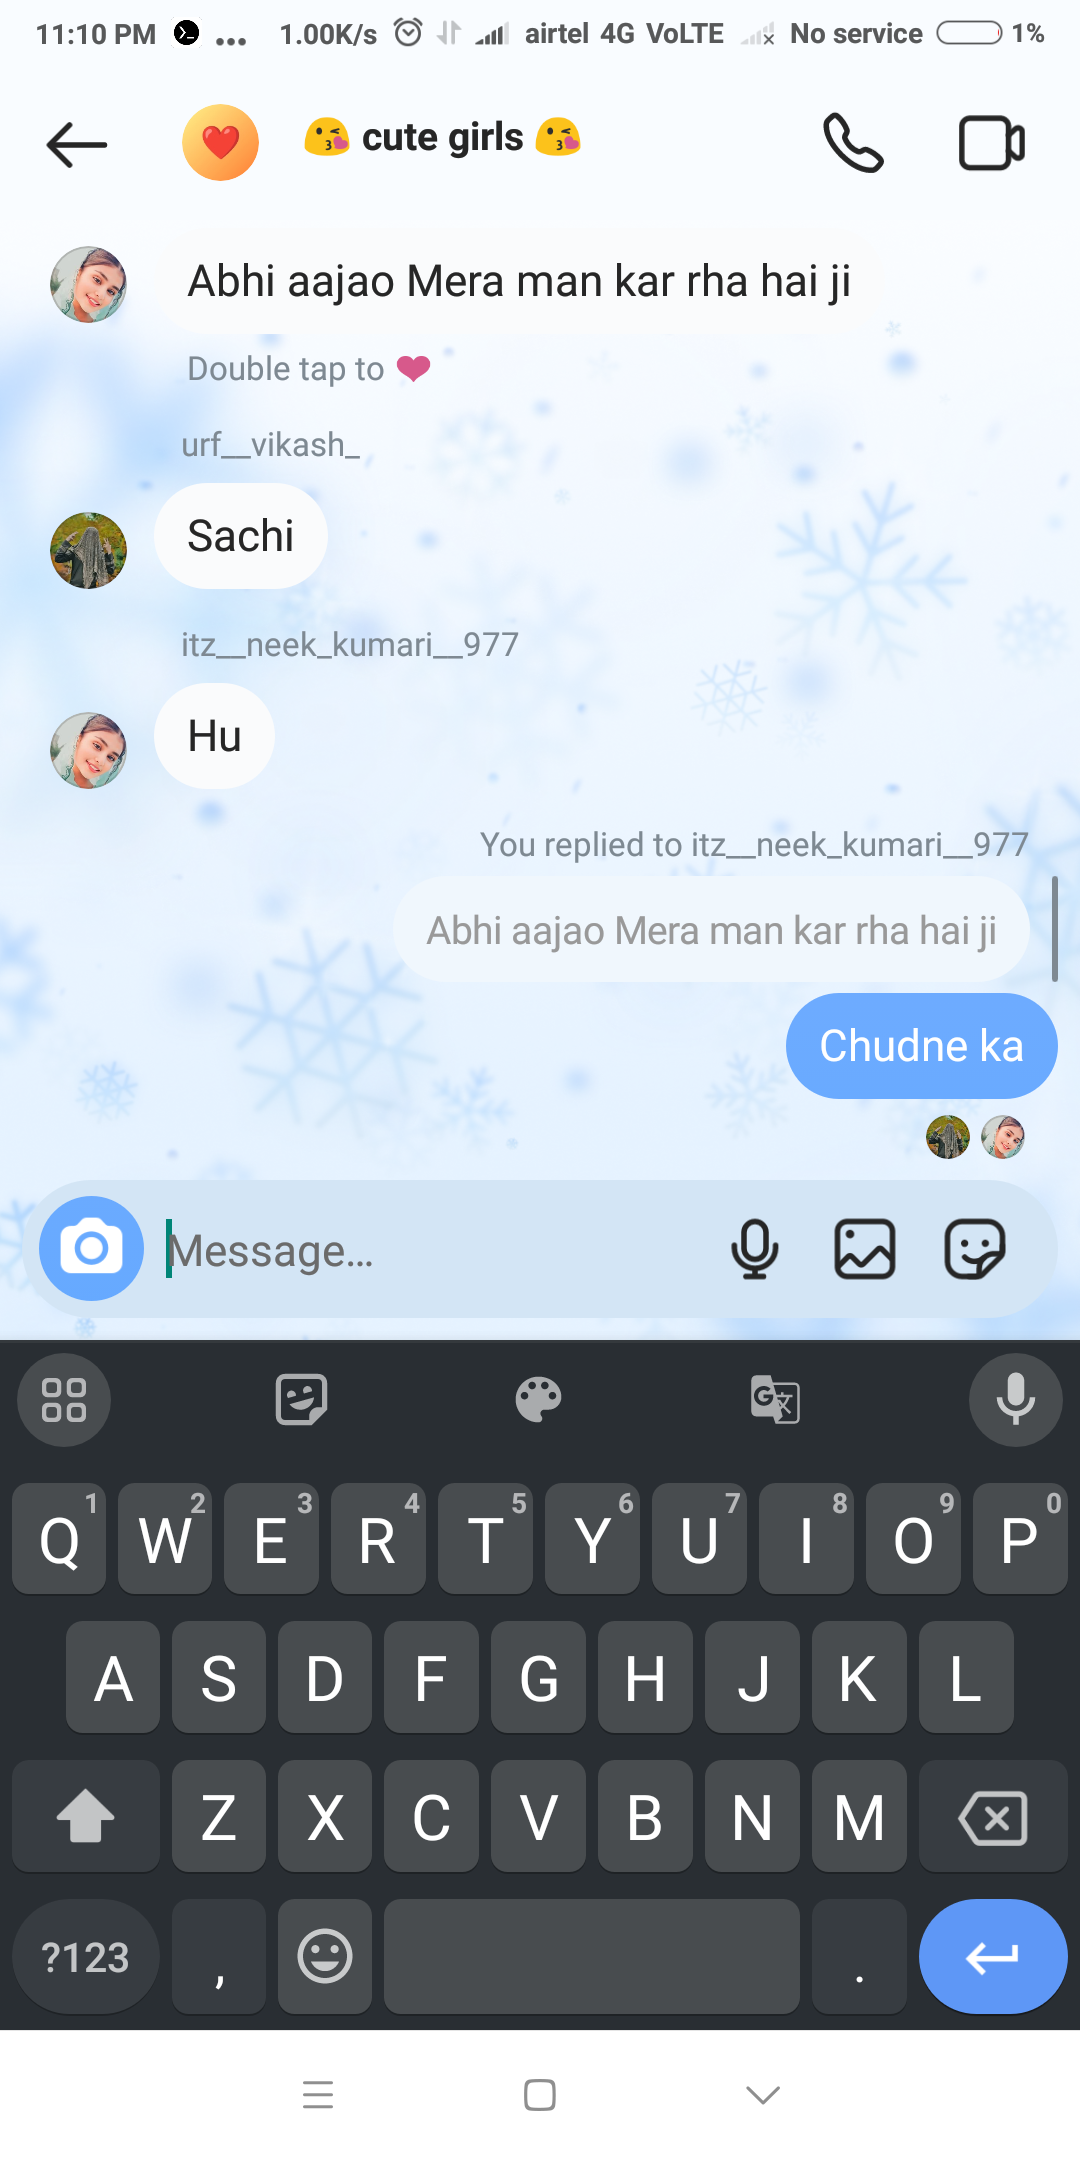 11:10 PM ... 1.00K/s airtel 4G VoLTE No service 1%
😘 cute girls 😘
Abhi aajao Mera man kar rha hai ji
Double tap to ❤
urf__vikash_
Sachi
itz__neek_kumari__977
Hu
You replied to itz__neek_kumari__977
Abhi aajao Mera man kar rha hai ji
Chudne ka
Message...
1 2 3 4 5 6 7 8 9 0
Q W E R T Y U I O P
A S D F G H J K L
Z X C V B N M
?123 , .